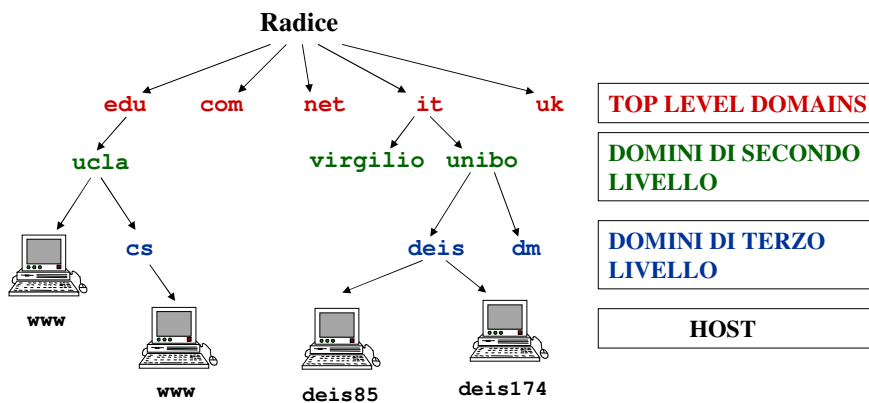 Radice
edu com net it uk
TOP LEVEL DOMAINS
ucla virgilio unibo
DOMINI DI SECONDO
LIVELLO
cs deis dm
DOMINI DI TERZO
LIVELLO
www
HOST
www deis85 deis174